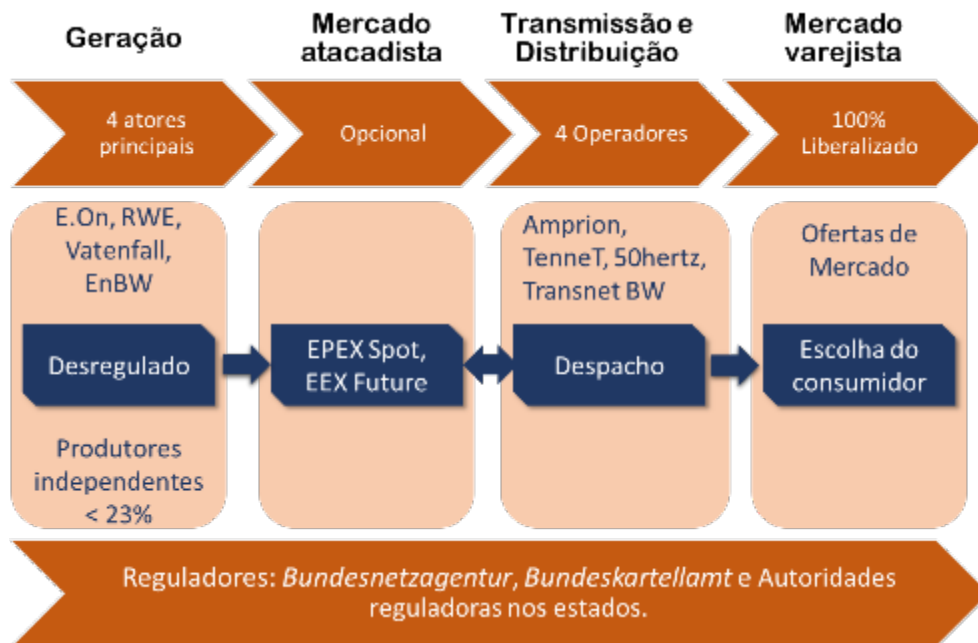 Geração
Mercado
atacadista
Transmissão e
Distribuição
Mercado
varejista
4 atores
principais
Opcional
4 Operadores
100%
Liberalizado
E.On, RWE,
Vatenfall,
EnBW
Desregulado
Produtores
independentes
< 23%
EPEX Spot,
EEX Future
Amprion,
TenneT, 50hertz,
Transnet BW
Despacho
Ofertas de
Mercado
Escolha do
consumidor
Reguladores: Bundesnetzagentur, Bundeskartellamt e Autoridades
reguladoras nos estados.